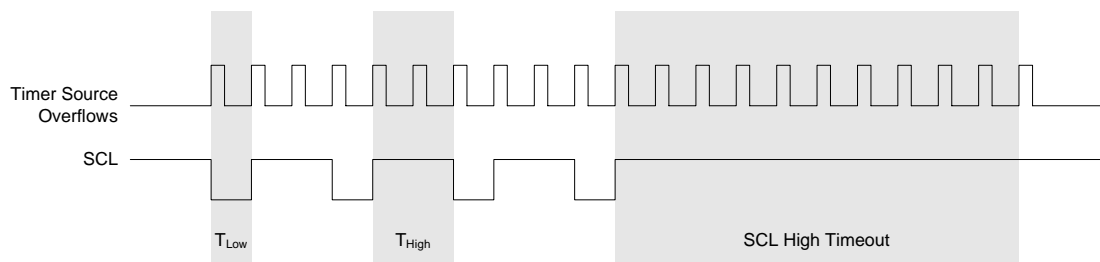 Timer Source
Overflows
SCL
TLow
THigh
SCL High Timeout